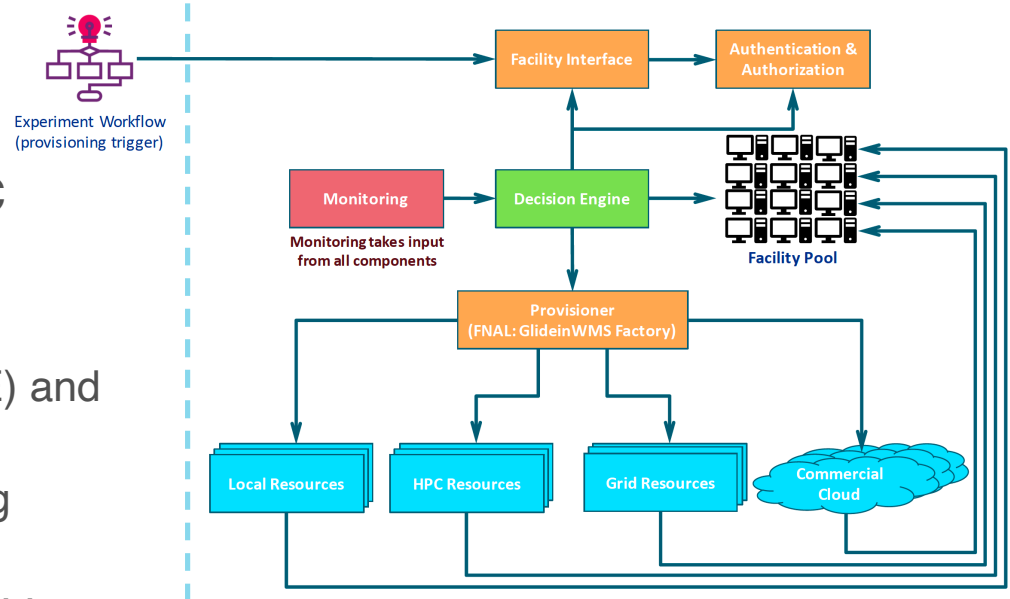 Experiment Workflow
(provisioning trigger)
Facility Interface
Authentication &
Authorization
Monitoring
Monitoring takes input
from all components
Decision Engine
Facility Pool
Provisioner
(FNAL: GlideinWMS Factory)
) and
Local Resources
HPC Resources
Grid Resources
Commercial
Cloud